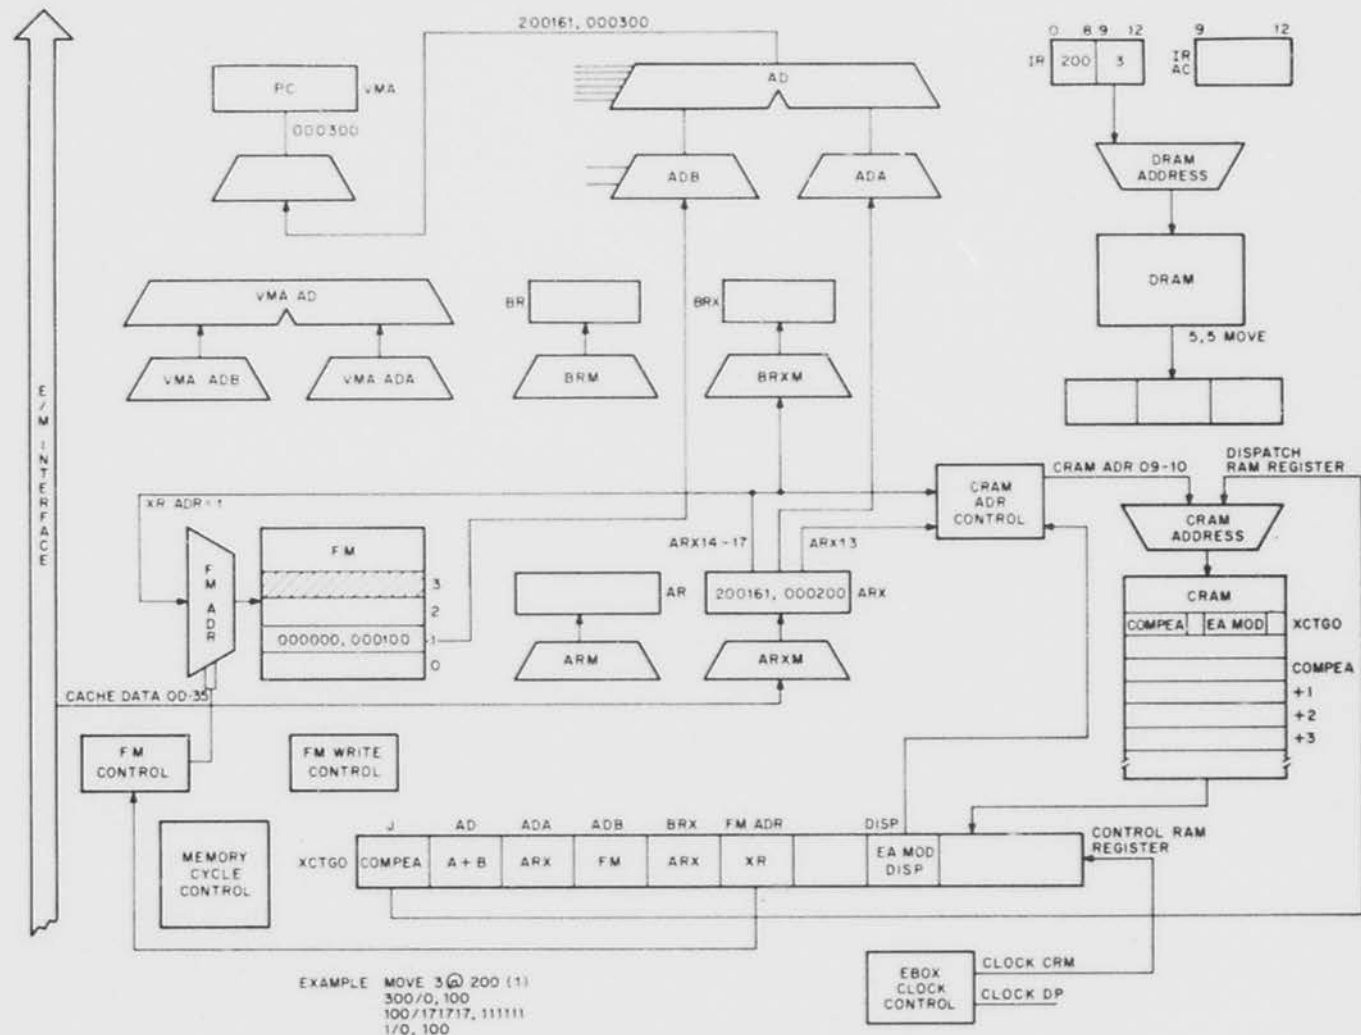 200161, 000300
0 8 9 12
IR 200 3
9 12
IR
AC
PC VMA
000300
AD
ADB
ADA
DRAM
ADDRESS
DRAM
5,5 MOVE
VMA AD
VMA ADB
VMA ADA
BR
BRM
BRX
BRXM
E/M INTERFACE
XR ADR=1
FM ADR
FM
3
2
000000, 000100 1
0
ARX14-17
ARX13
AR
ARM
200161, 000200 ARX
ARXM
CRAM
ADR
CONTROL
CRAM ADR 09-10
DISPATCH
RAM REGISTER
CRAM
ADDRESS
CRAM
COMPEA EA MOD XCTGO
COMPEA
+1
+2
+3
CACHE DATA 00-35
FM
CONTROL
FM WRITE
CONTROL
MEMORY
CYCLE
CONTROL
J AD ADA ADB BRX FM ADR DISP
XCTGO COMPEA A+B ARX FM ARX XR EA MOD
DISP
CONTROL RAM
REGISTER
EBOX
CLOCK
CONTROL
CLOCK CRM
CLOCK DP
EXAMPLE MOVE 3@ 200 (1)
300/0, 100
100/171717, 111111
1/0, 100